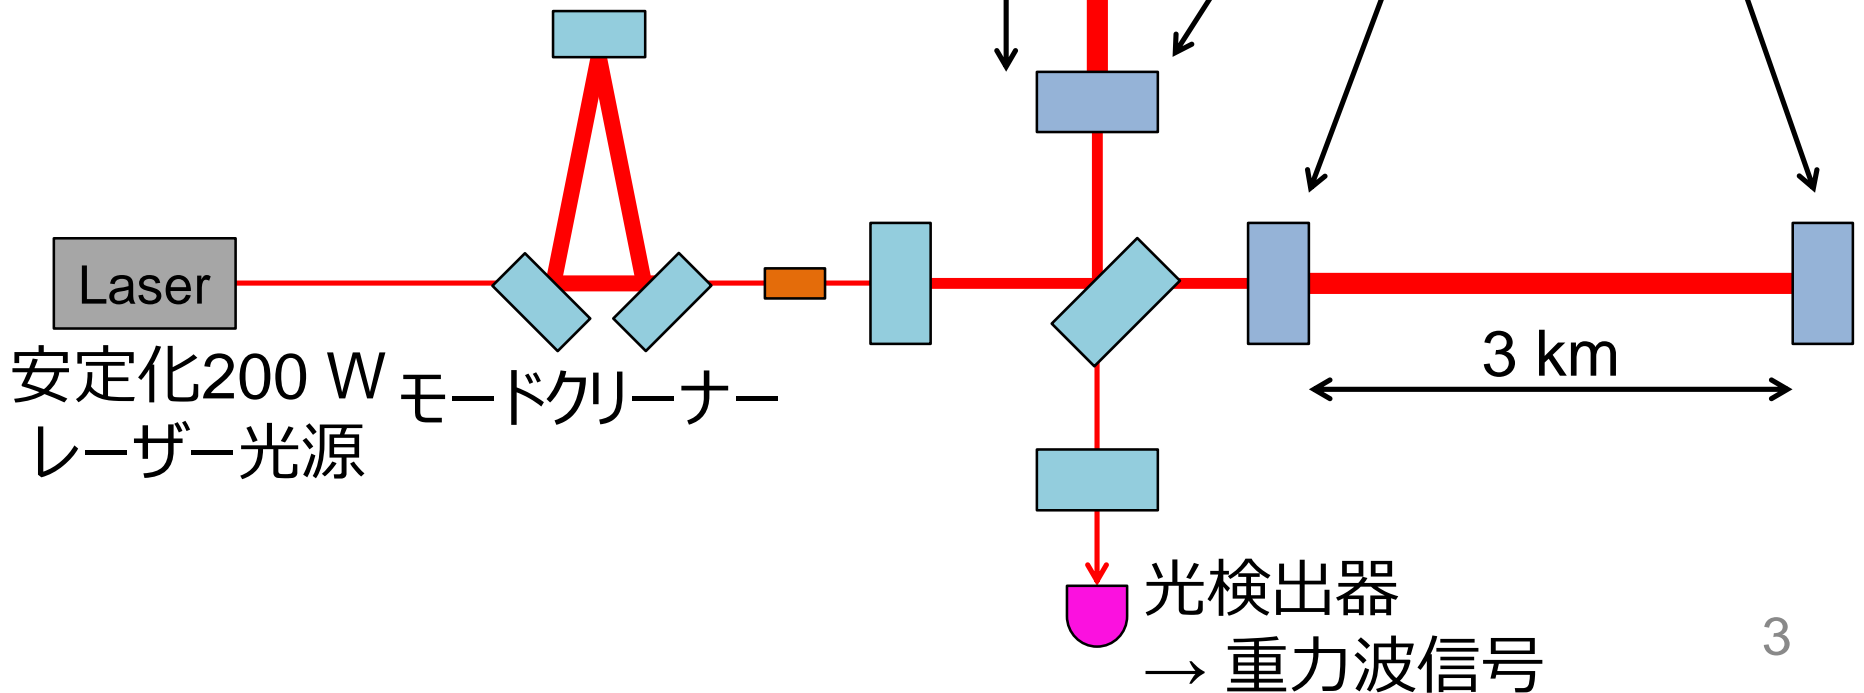 Laser
安定化200 W
レーザー光源
モードクリーナー
3 km
光検出器
→ 重力波信号
3